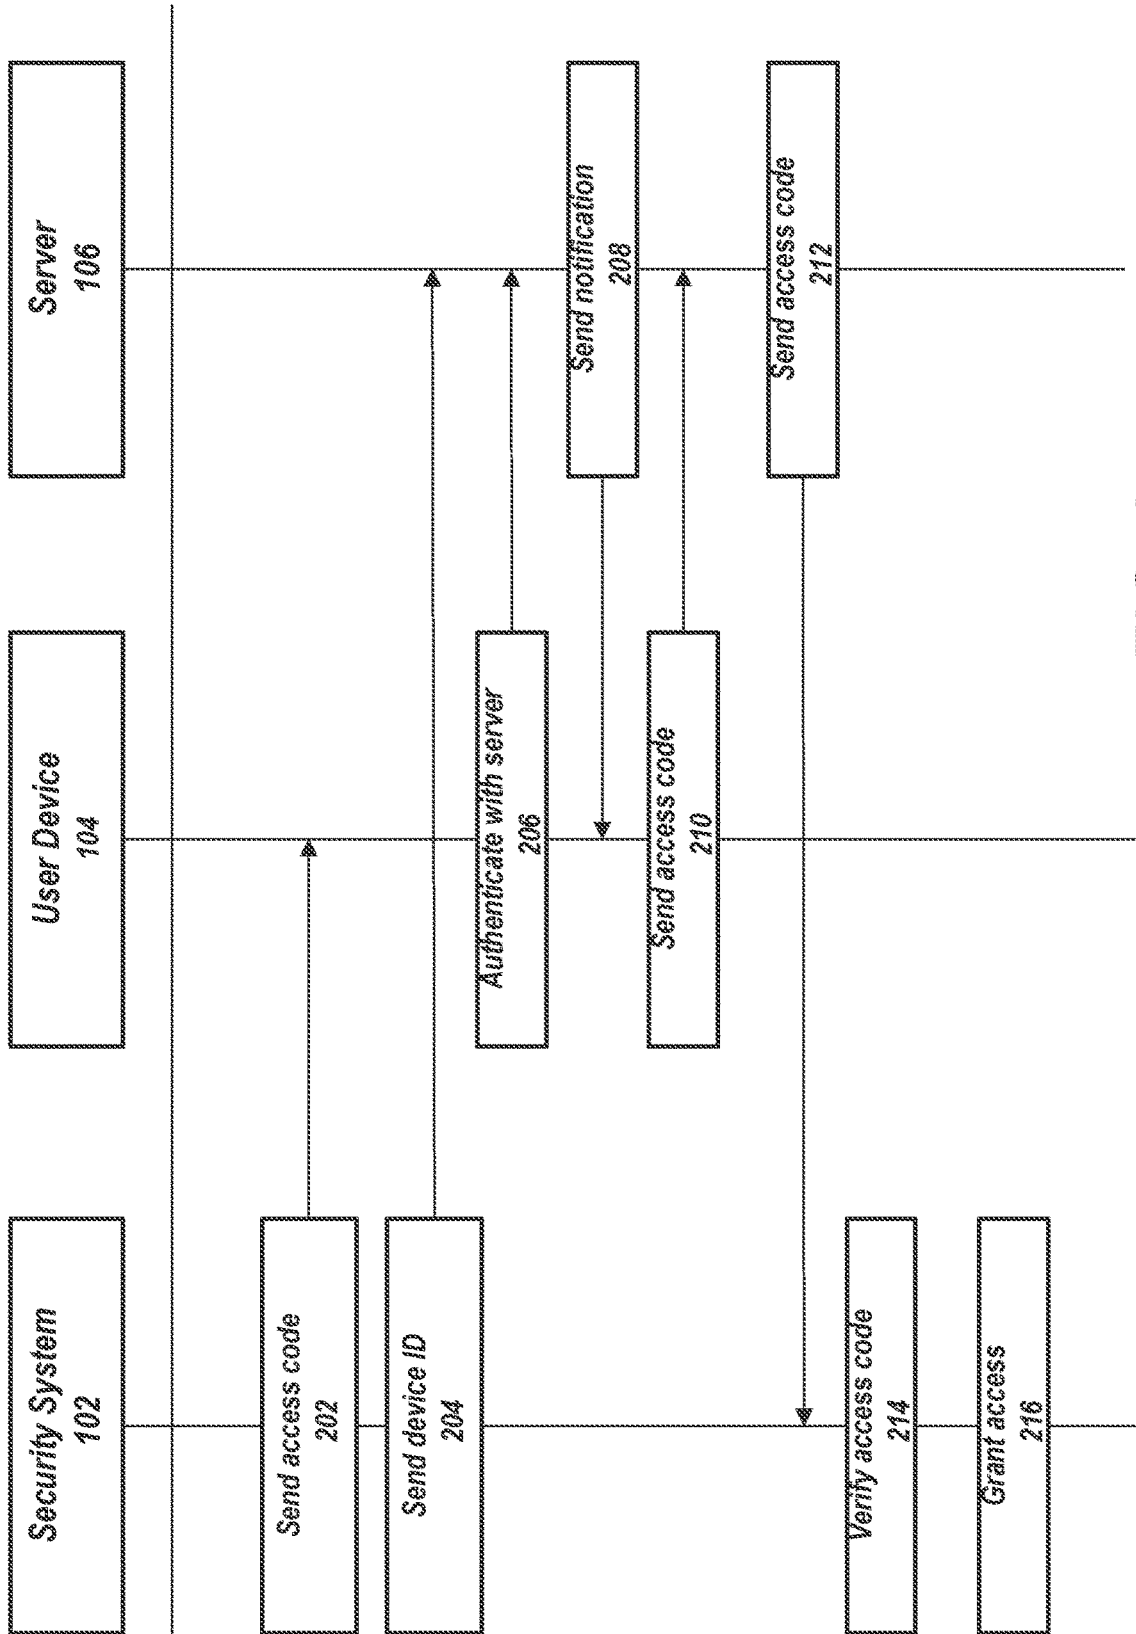 Security System
102
User Device
104
Server
106
Send access code
202
Send device ID
204
Authenticate with server
206
Send notification
208
Send access code
210
Send access code
212
Verify access code
214
Grant access
216